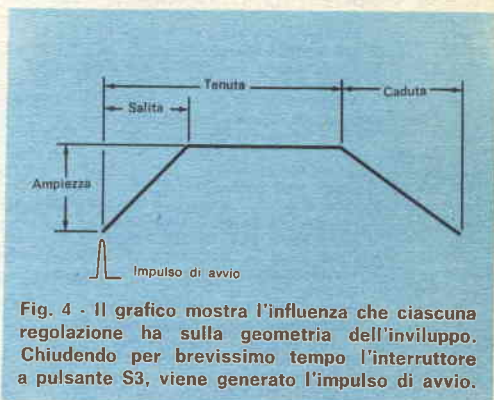 Tenuta
Caduta
Salita
Ampiezza
Impulso di avvio
Fig. 4 - Il grafico mostra l'influenza che ciascuna
regolazione ha sulla geometria dell'inviluppo.
Chiudendo per brevissimo tempo l'interruttore
a pulsante S3, viene generato l'impulso di avvio.